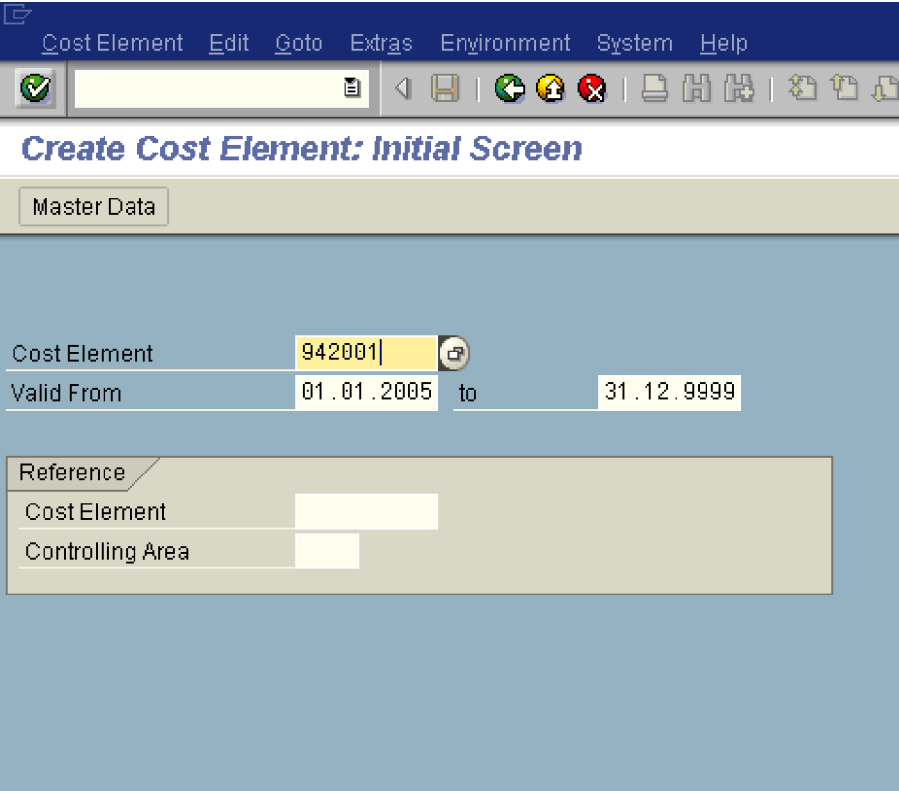 Cost Element Edit Goto Extras Environment System Help
Create Cost Element: Initial Screen
Master Data
Cost Element 942001
Valid From 01.01.2005 to 31.12.9999
Reference
Cost Element
Controlling Area